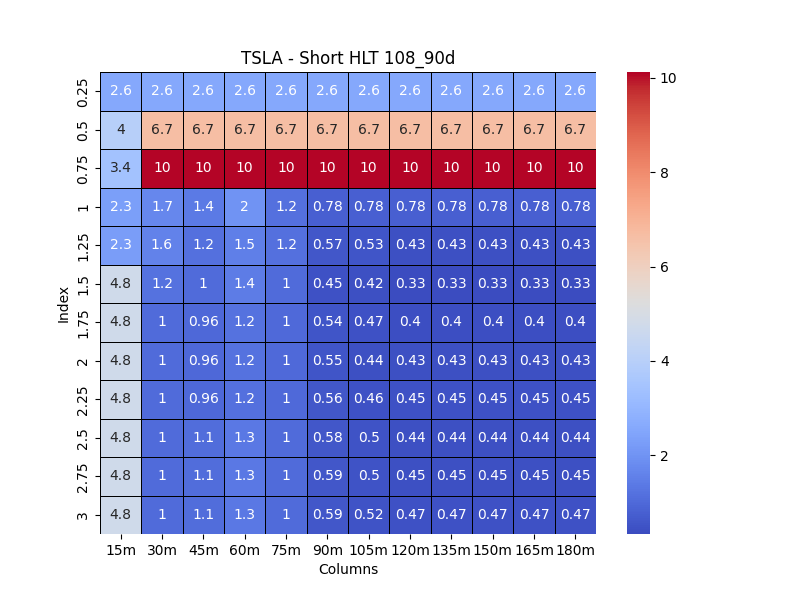 TSLA - Short HLT 108_90d
0.25 2.6 2.6 2.6 2.6 2.6 2.6 2.6 2.6 2.6 2.6 2.6 2.6
0.5 4 6.7 6.7 6.7 6.7 6.7 6.7 6.7 6.7 6.7 6.7 6.7
0.75 3.4 10 10 10 10 10 10 10 10 10 10 10
1 2.3 1.7 1.4 2 1.2 0.78 0.78 0.78 0.78 0.78 0.78 0.78
1.25 2.3 1.6 1.2 1.5 1.2 0.57 0.53 0.43 0.43 0.43 0.43 0.43
1.5 4.8 1.2 1 1.4 1 0.45 0.42 0.33 0.33 0.33 0.33 0.33
1.75 4.8 1 0.96 1.2 1 0.54 0.47 0.4 0.4 0.4 0.4 0.4
2 4.8 1 0.96 1.2 1 0.55 0.44 0.43 0.43 0.43 0.43 0.43
2.25 4.8 1 0.96 1.2 1 0.56 0.46 0.45 0.45 0.45 0.45 0.45
2.5 4.8 1 1.1 1.3 1 0.58 0.5 0.44 0.44 0.44 0.44 0.44
2.75 4.8 1 1.1 1.3 1 0.59 0.5 0.45 0.45 0.45 0.45 0.45
3 4.8 1 1.1 1.3 1 0.59 0.52 0.47 0.47 0.47 0.47 0.47
15m 30m 45m 60m 75m 90m 105m 120m 135m 150m 165m 180m
Columns
Index
10
8
6
4
2